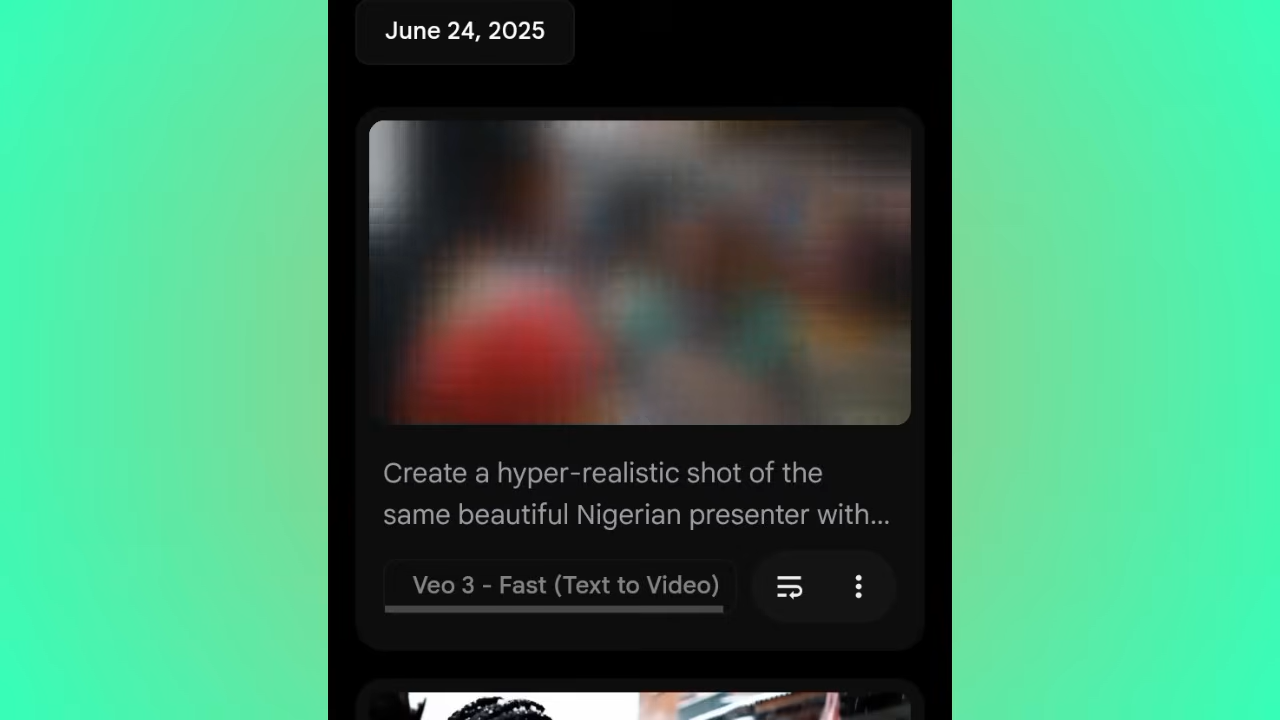 June 24, 2025
Create a hyper-realistic shot of the
same beautiful Nigerian presenter with...
Veo 3 - Fast (Text to Video)